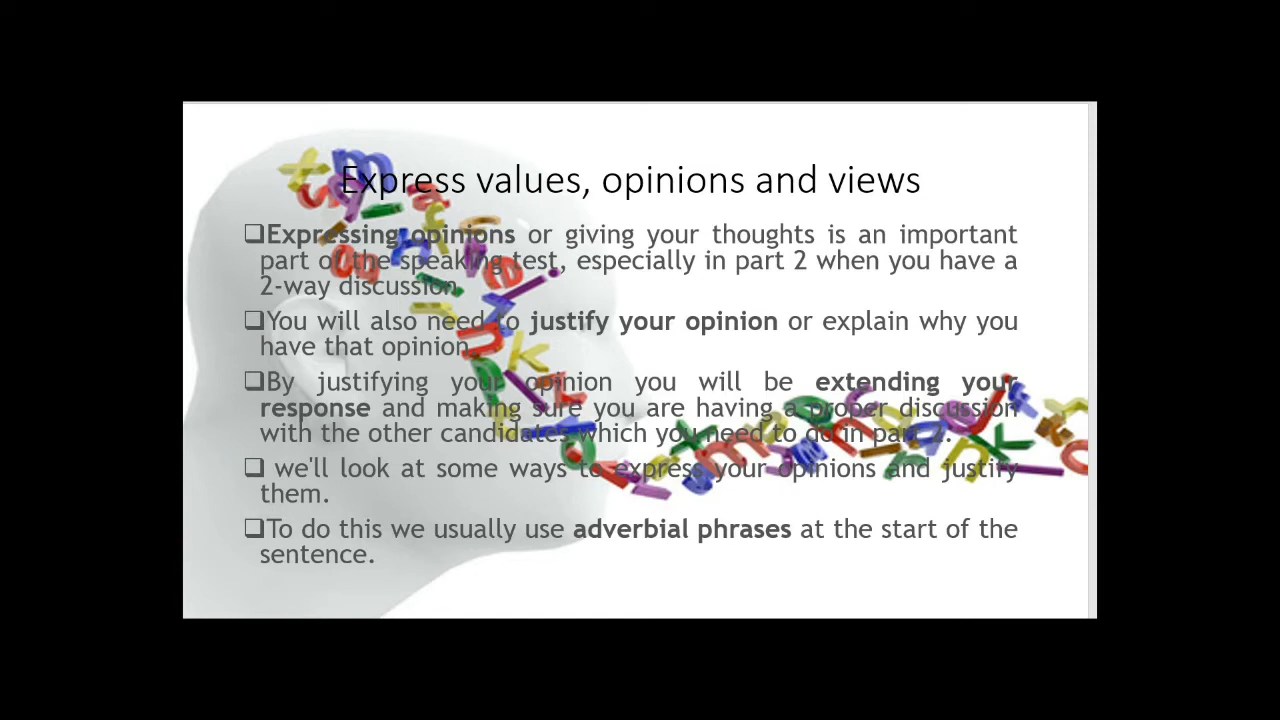 Express values, opinions and views
❑Expressing opinions or giving your thoughts is an important
part of the speaking test, especially in part 2 when you have a
2-way discussion.
❑You will also need to justify your opinion or explain why you
have that opinion.
❑By justifying your opinion you will be extending your
response and making sure you are having a proper discussion
with the other candidates which you need to do in part 2.
❑ we'll look at some ways to express your opinions and justify
them.
❑To do this we usually use adverbial phrases at the start of the
sentence.